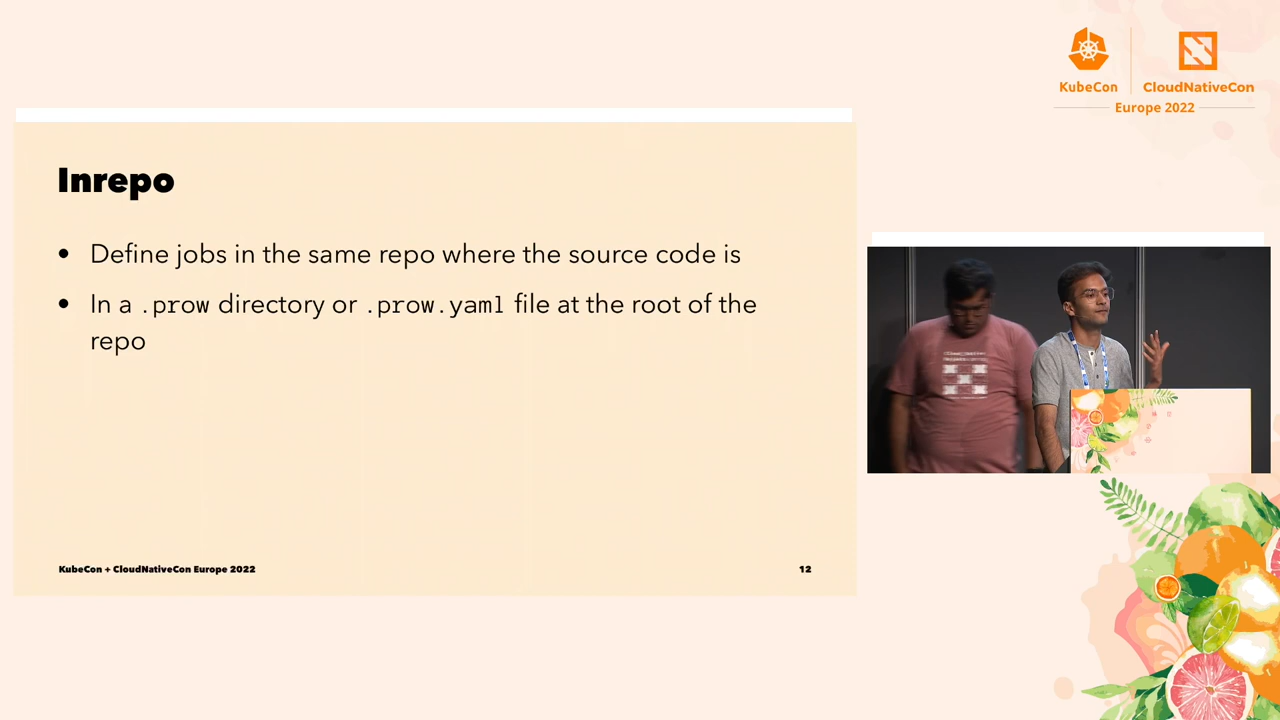 KubeCon
CloudNativeCon
Europe 2022
Inrepo
• Define jobs in the same repo where the source code is
• In a .prow directory or .prow.yaml file at the root of the
repo
KubeCon + CloudNativeCon Europe 2022
12